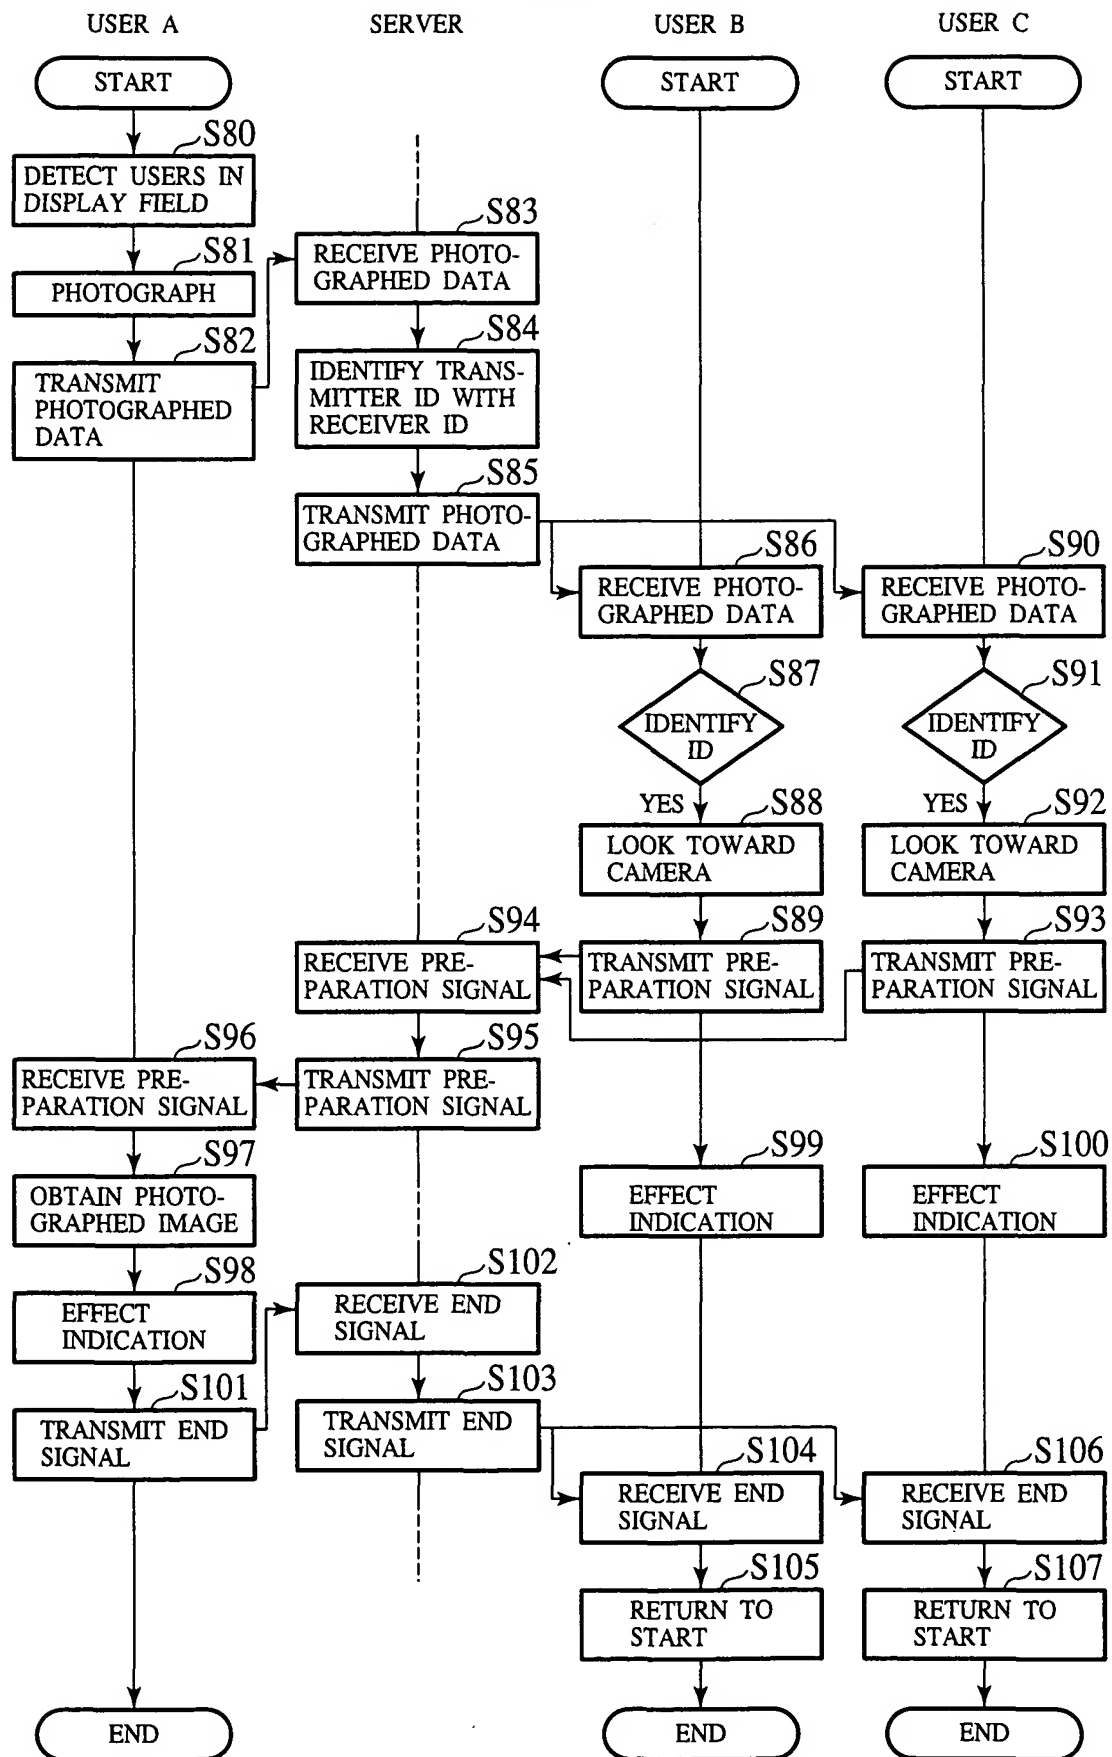 USER A
SERVER
USER B
USER C
START
START
START
S80
DETECT USERS IN
DISPLAY FIELD
S81
PHOTOGRAPH
S82
TRANSMIT
PHOTOGRAPHED
DATA
S83
RECEIVE PHOTO-
GRAPHED DATA
S84
IDENTIFY TRANS-
MITTER ID WITH
RECEIVER ID
S85
TRANSMIT PHOTO-
GRAPHED DATA
S86
RECEIVE PHOTO-
GRAPHED DATA
S87
IDENTIFY
ID
YES
S88
LOOK TOWARD
CAMERA
S89
TRANSMIT PRE-
PARATION SIGNAL
S90
RECEIVE PHOTO-
GRAPHED DATA
S91
IDENTIFY
ID
YES
S92
LOOK TOWARD
CAMERA
S93
TRANSMIT PRE-
PARATION SIGNAL
S94
RECEIVE PRE-
PARATION SIGNAL
S95
TRANSMIT PRE-
PARATION SIGNAL
S96
RECEIVE PRE-
PARATION SIGNAL
S97
OBTAIN PHOTO-
GRAPHED IMAGE
S98
EFFECT
INDICATION
S99
EFFECT
INDICATION
S100
EFFECT
INDICATION
S101
TRANSMIT END
SIGNAL
S102
RECEIVE END
SIGNAL
S103
TRANSMIT END
SIGNAL
S104
RECEIVE END
SIGNAL
S105
RETURN TO
START
S106
RECEIVE END
SIGNAL
S107
RETURN TO
START
END
END
END